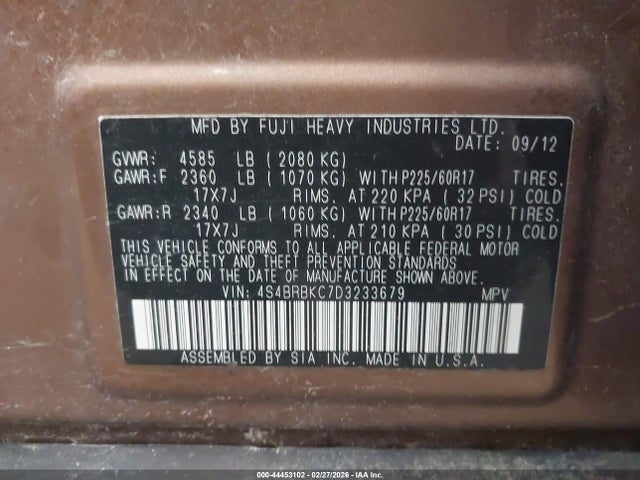 MFD BY FUJI HEAVY INDUSTRIES LTD.
DATE: 09/12
GVWR: 4585 LB ( 2080 KG)
GAWR:F 2360 LB ( 1070 KG) WITH P225/60R17 TIRES.
17X7J RIMS. AT 220 KPA ( 32 PSI) COLD
GAWR:R 2340 LB ( 1060 KG) WITH P225/60R17 TIRES.
17X7J RIMS. AT 210 KPA ( 30 PSI) COLD
THIS VEHICLE CONFORMS TO ALL APPLICABLE FEDERAL MOTOR
VEHICLE SAFETY AND THEFT PREVENTION STANDARDS
IN EFFECT ON THE DATE OF MANUFACTURE SHOWN ABOVE.
VIN: 4S4BRBKC7D3233679 MPV
ASSEMBLED BY SIA INC. MADE IN U.S.A.
000-44453102 - 02/27/2026 - IAA Inc.